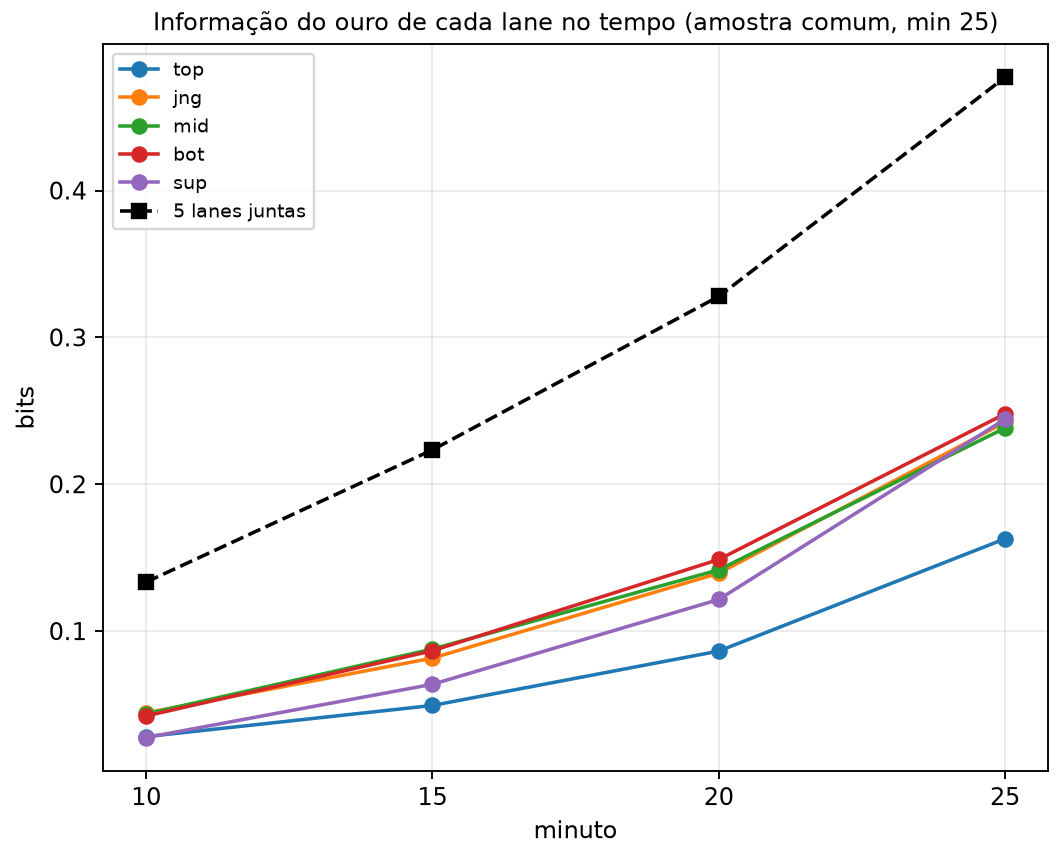 Informação do ouro de cada lane no tempo (amostra comum, min 25)
top
jng
mid
bot
sup
5 lanes juntas
0.4
0.3
0.2
0.1
bits
10 15 20 25
minuto